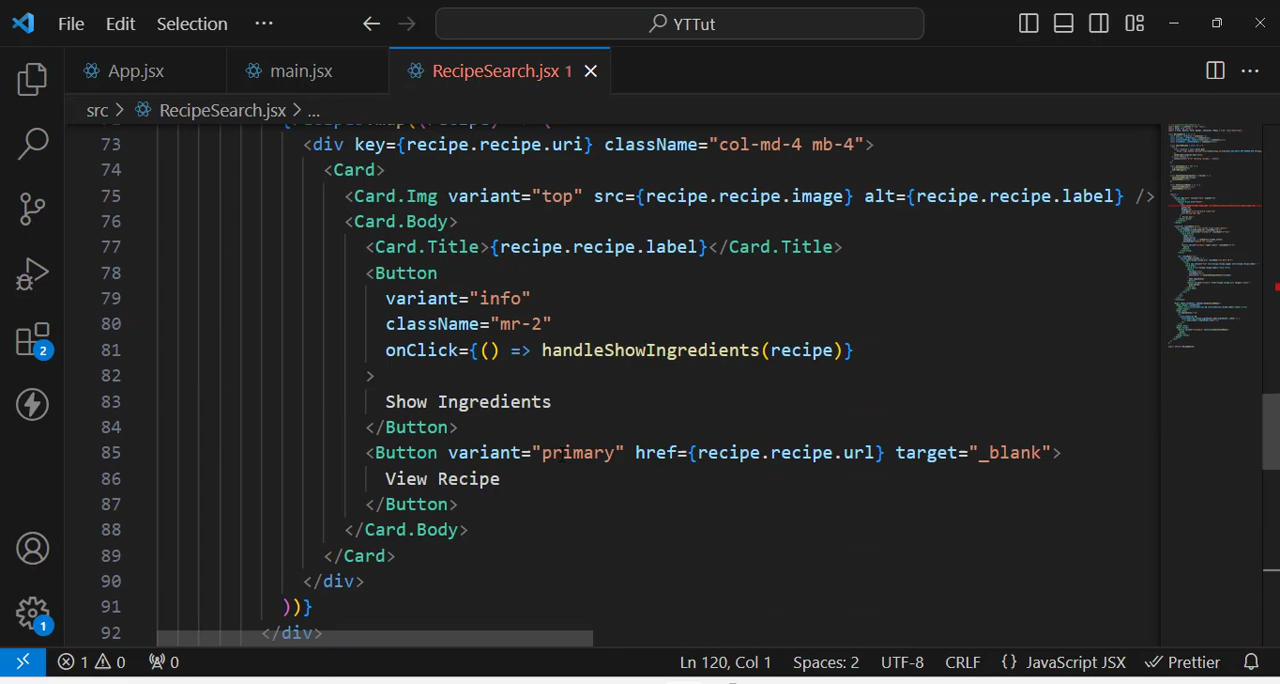 File Edit Selection ··· YTTut
App.jsx main.jsx RecipeSearch.jsx 1
src > RecipeSearch.jsx > ...
73 <div key={recipe.recipe.uri} className="col-md-4 mb-4">
74 <Card>
75 <Card.Img variant="top" src={recipe.recipe.image} alt={recipe.recipe.label} />
76 <Card.Body>
77 <Card.Title>{recipe.recipe.label}</Card.Title>
78 <Button
79 variant="info"
80 className="mr-2"
81 onClick={() => handleShowIngredients(recipe)}
82 >
83 Show Ingredients
84 </Button>
85 <Button variant="primary" href={recipe.recipe.url} target="_blank">
86 View Recipe
87 </Button>
88 </Card.Body>
89 </Card>
90 </div>
91 ))}
92 </div>
2
1
1 0 0 Ln 120, Col 1 Spaces: 2 UTF-8 CRLF {} JavaScript JSX Prettier